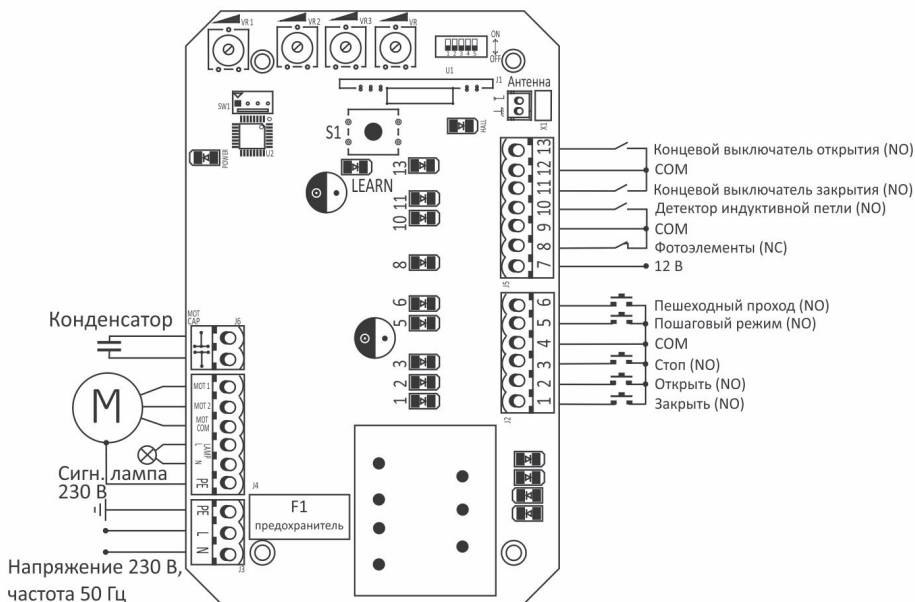 VR1
VR2
VR3
VR
ON
OFF
1 2 3 4 5
U1
J1
Антенна
X1
SW1
U2
POWER
S1
HALL
LEARN
13
11
10
8
6
5
3
2
1
13
12
11
10
9
8
7
J5
Концевой выключатель открытия (NO)
COM
Концевой выключатель закрытия (NO)
Детектор индуктивной петли (NO)
COM
Фотоэлементы (NC)
12 В
6
5
4
3
2
1
J2
Пешеходный проход (NO)
Пошаговый режим (NO)
COM
Стоп (NO)
Открыть (NO)
Закрыть (NO)
Конденсатор
MOT
CAP
J6
M
MOT 1
MOT 2
MOT
COM
L
LAMP
N
PE
J4
Сигн. лампа
230 В
PE
L
N
J3
F1
предохранитель
Напряжение 230 В,
частота 50 Гц